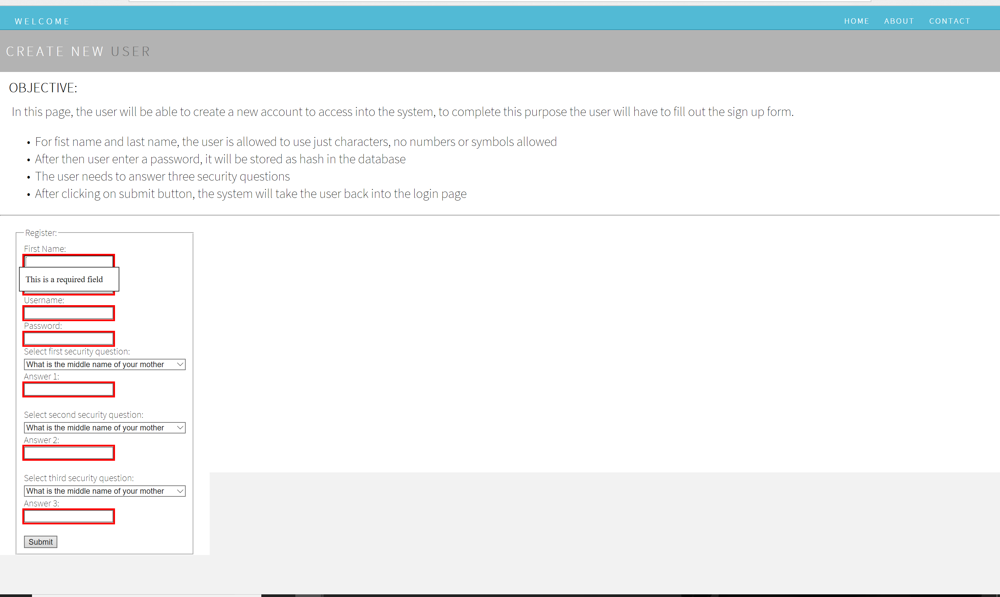 WELCOME
HOME ABOUT CONTACT
CREATE NEW USER
OBJECTIVE:
In this page, the user will be able to create a new account to access into the system, to complete this purpose the user will have to fill out the sign up form.
• For fist name and last name, the user is allowed to use just characters, no numbers or symbols allowed
• After then user enter a password, it will be stored as hash in the database
• The user needs to answer three security questions
• After clicking on submit button, the system will take the user back into the login page
Register:
First Name:
This is a required field
Username:
Password:
Select first security question:
What is the middle name of your mother
Answer 1:
Select second security question:
What is the middle name of your mother
Answer 2:
Select third security question:
What is the middle name of your mother
Answer 3:
Submit